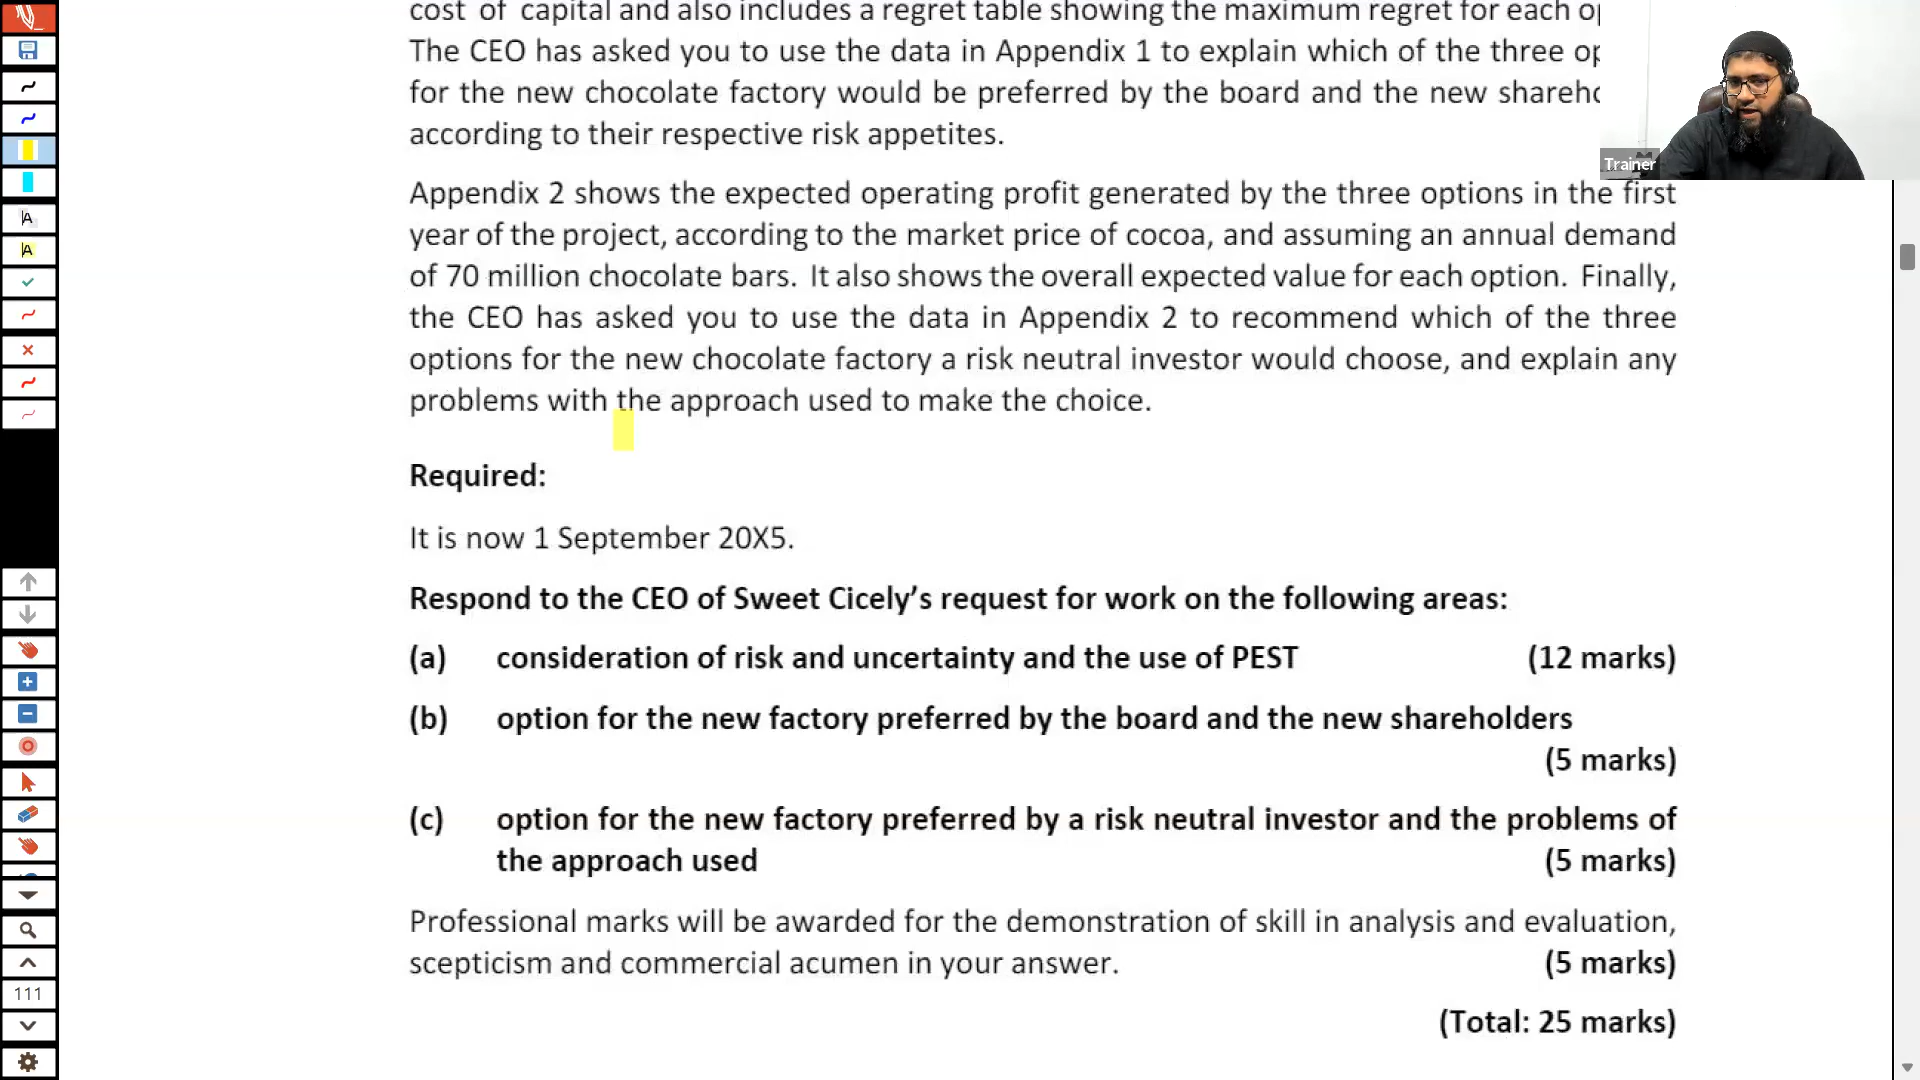 cost of capital and also includes a regret table showing the maximum regret for each
The CEO has asked you to use the data in Appendix 1 to explain which of the three
for the new chocolate factory would be preferred by the board and the new
according to their respective risk appetites.
Trainer
Appendix 2 shows the expected operating profit generated by the three options in the first
year of the project, according to the market price of cocoa, and assuming an annual demand
of 70 million chocolate bars. It also shows the overall expected value for each option. Finally,
the CEO has asked you to use the data in Appendix 2 to recommend which of the three
options for the new chocolate factory a risk neutral investor would choose, and explain any
problems with the approach used to make the choice.
Required:
It is now 1 September 20X5.
Respond to the CEO of Sweet Cicely’s request for work on the following areas:
(a) consideration of risk and uncertainty and the use of PEST (12 marks)
(b) option for the new factory preferred by the board and the new shareholders
(5 marks)
(c) option for the new factory preferred by a risk neutral investor and the problems of
the approach used (5 marks)
Professional marks will be awarded for the demonstration of skill in analysis and evaluation,
scepticism and commercial acumen in your answer. (5 marks)
(Total: 25 marks)
A
A
111